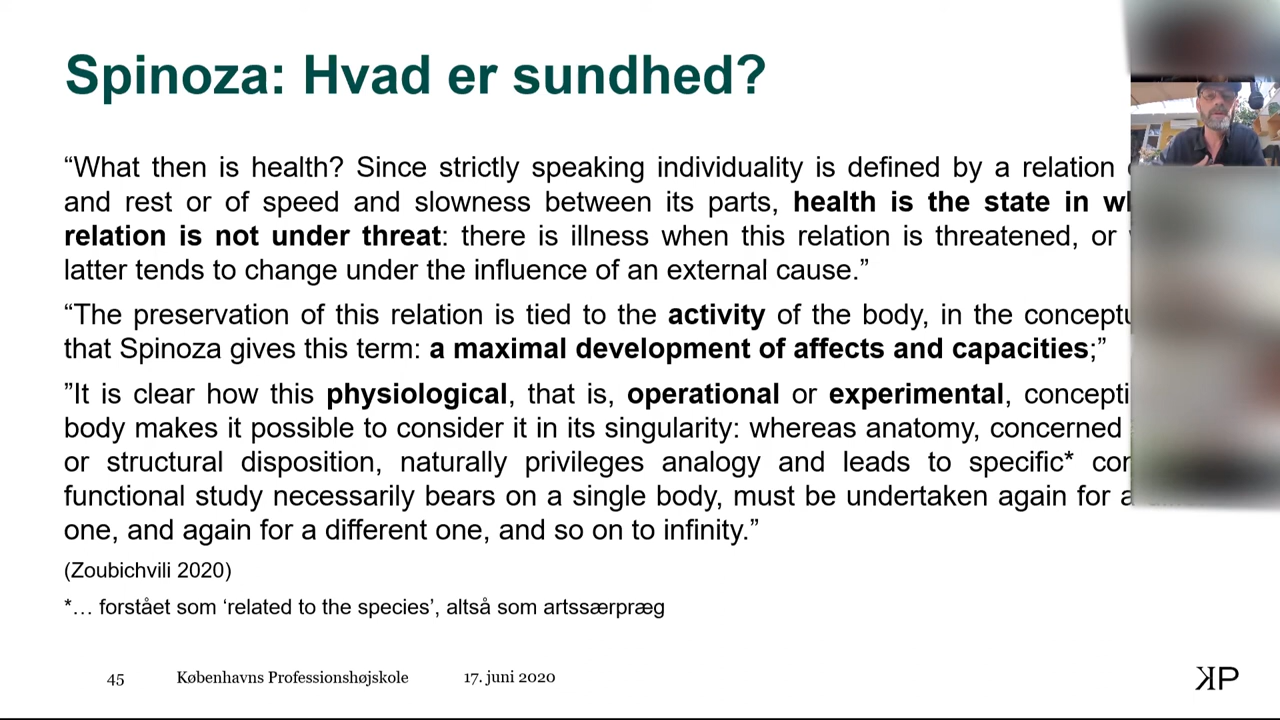 Spinoza: Hvad er sundhed?
“What then is health? Since strictly speaking individuality is defined by a relation
and rest or of speed and slowness between its parts, health is the state in
relation is not under threat: there is illness when this relation is threatened, or
latter tends to change under the influence of an external cause.”
“The preservation of this relation is tied to the activity of the body, in the
that Spinoza gives this term: a maximal development of affects and capacities;”
”It is clear how this physiological, that is, operational or experimental,
body makes it possible to consider it in its singularity: whereas anatomy, concerned
or structural disposition, naturally privileges analogy and leads to specific*
functional study necessarily bears on a single body, must be undertaken again for a
one, and again for a different one, and so on to infinity.”
(Zoubichvili 2020)
*… forstået som ‘related to the species’, altså som artssærpræg
45 Københavns Professionshøjskole 17. juni 2020
KP